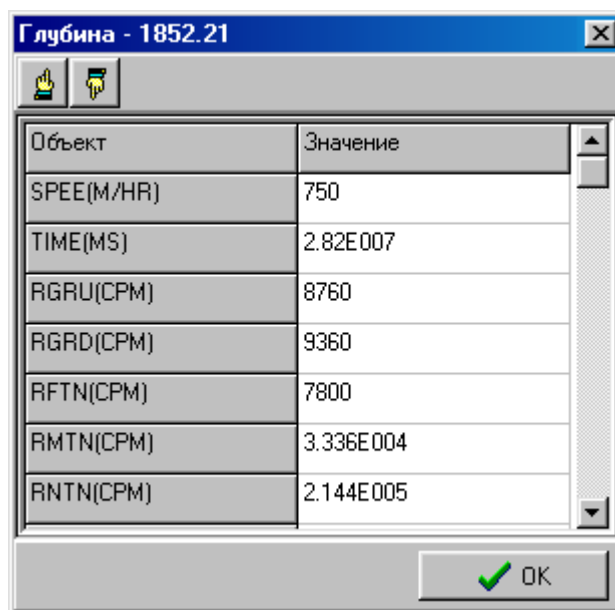 Глубина - 1852.21
Объект Значение
SPEE(M/HR) 750
TIME(MS) 2.82E007
RGRU(CPM) 8760
RGRD(CPM) 9360
RFTN(CPM) 7800
RMTN(CPM) 3.336E004
RNTN(CPM) 2.144E005
OK